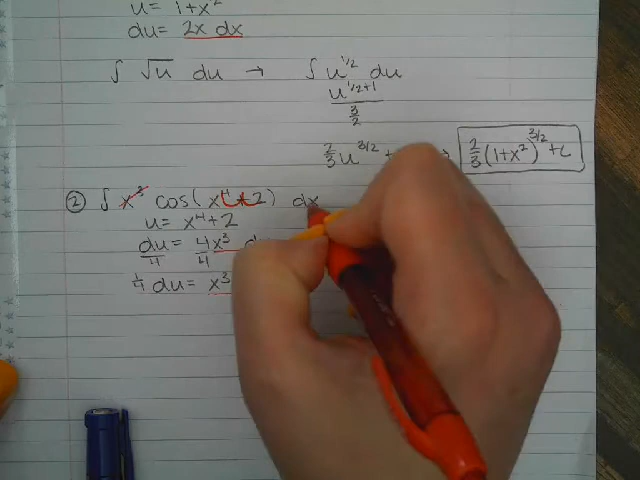 u = 1+x²
du = 2x dx
∫ √u du → ∫ u^1/2 du
u^1/2+1
3/2
2/3 u^3/2 + → 2/3 (1+x²)^3/2 + C
② ∫ x³ cos(x⁴+2) dx
u = x⁴+2
du/4 = 4x³/4 d
1/4 du = x³